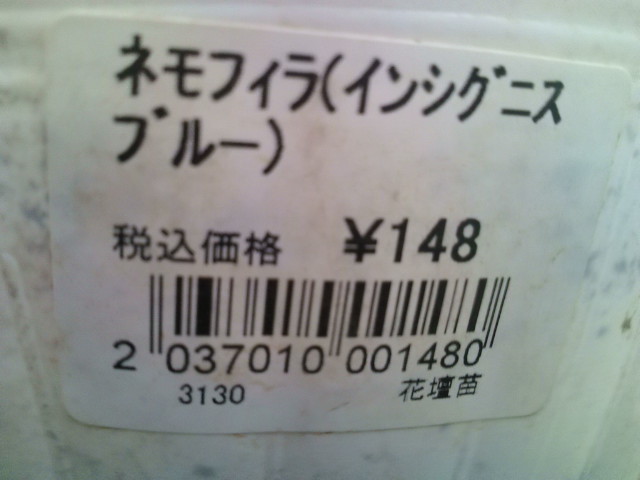 ネモフィラ(インシグニス
ブルー)
税込価格 ¥148
2 037010 001480
3130 花壇苗